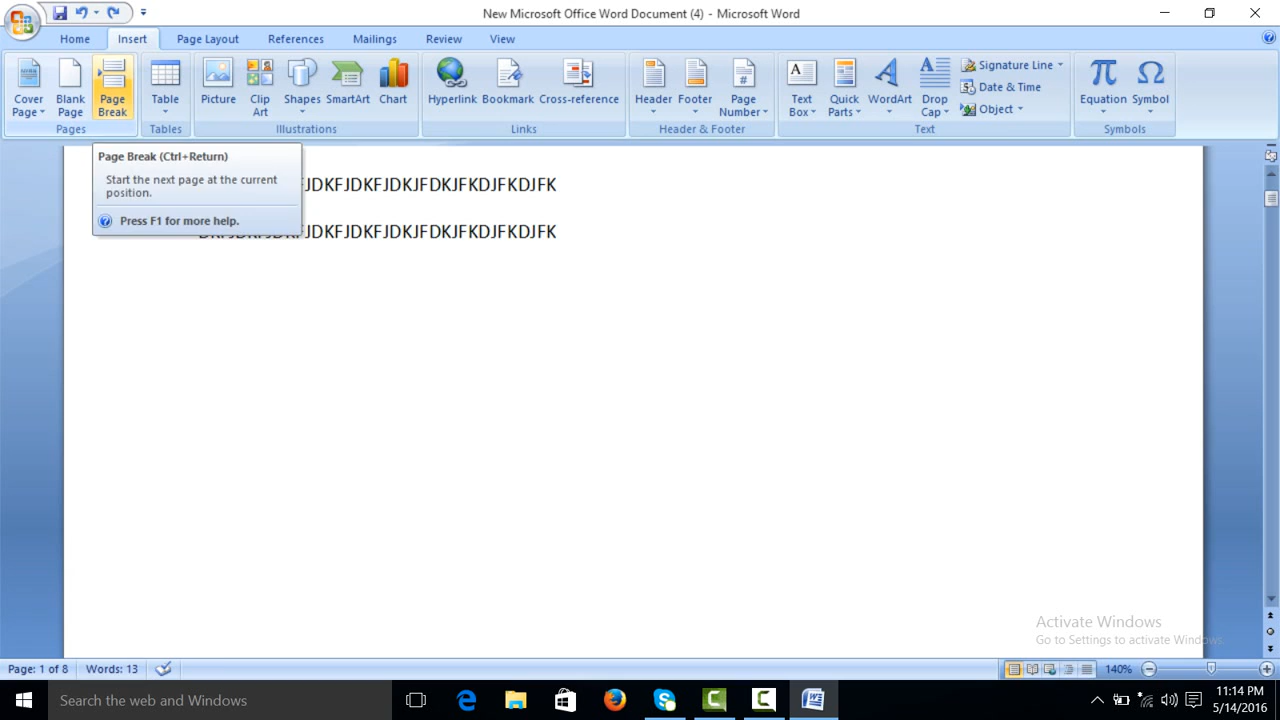 New Microsoft Office Word Document (4) - Microsoft Word
Home Insert Page Layout References Mailings Review View
Cover Page Blank Page Page Break Table Picture Clip Art Shapes SmartArt Chart Hyperlink Bookmark Cross-reference Header Footer Page Number Text Box Quick Parts WordArt Drop Cap Signature Line Date & Time Object Equation Symbol
Pages Tables Illustrations Links Header & Footer Text Symbols
Page Break (Ctrl+Return)
Start the next page at the current
position.
Press F1 for more help.
JDKFJDKFJDKJFDKJFKDJFKDJFK
DKFJDKFJDKFJDKFJDKJFDKJFKDJFKDJFK
Activate Windows
Go to Settings to activate Windows.
Page: 1 of 8 Words: 13 140%
Search the web and Windows
11:14 PM
5/14/2016